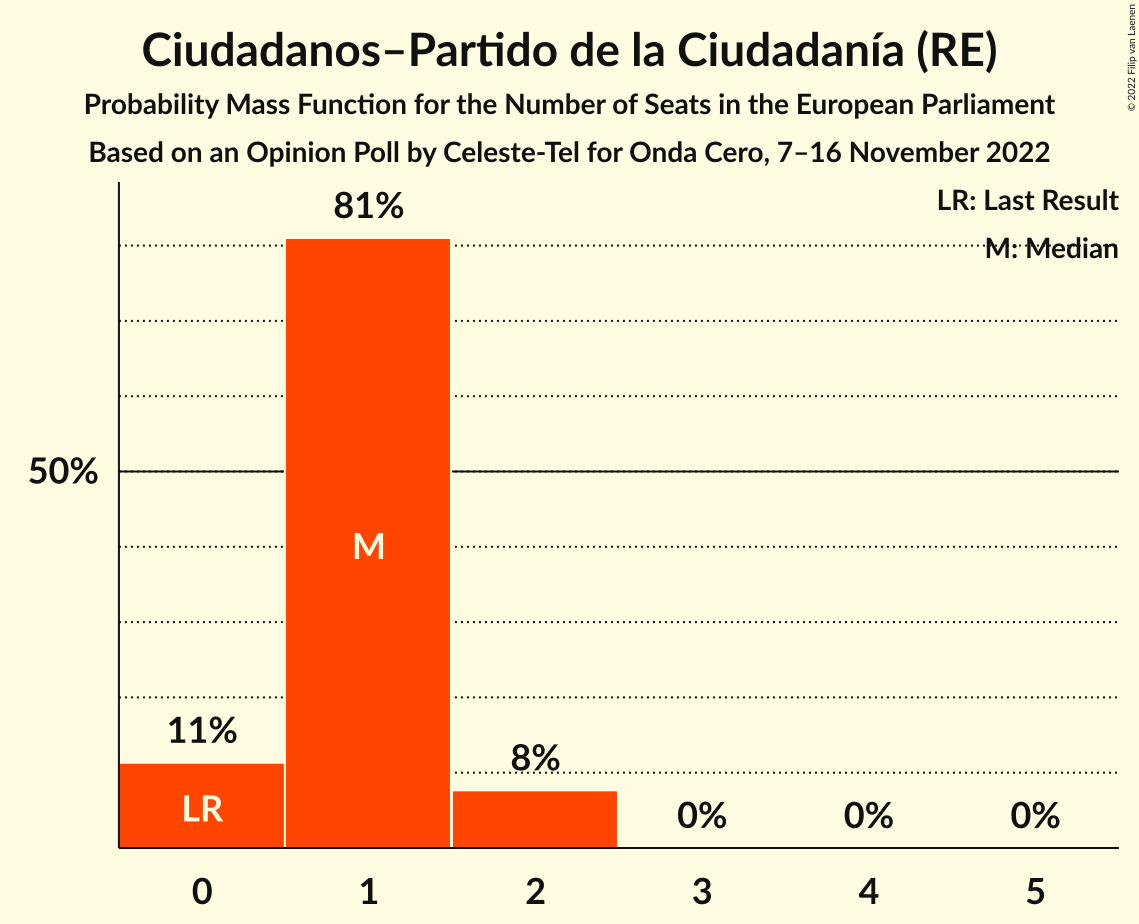 Ciudadanos–Partido de la Ciudadanía (RE)
Probability Mass Function for the Number of Seats in the European Parliament
Based on an Opinion Poll by Celeste-Tel for Onda Cero, 7–16 November 2022
© 2022 Filip van Laenen
LR: Last Result
M: Median
81%
50%
M
11%
LR
8%
0%
0%
0%
0 1 2 3 4 5